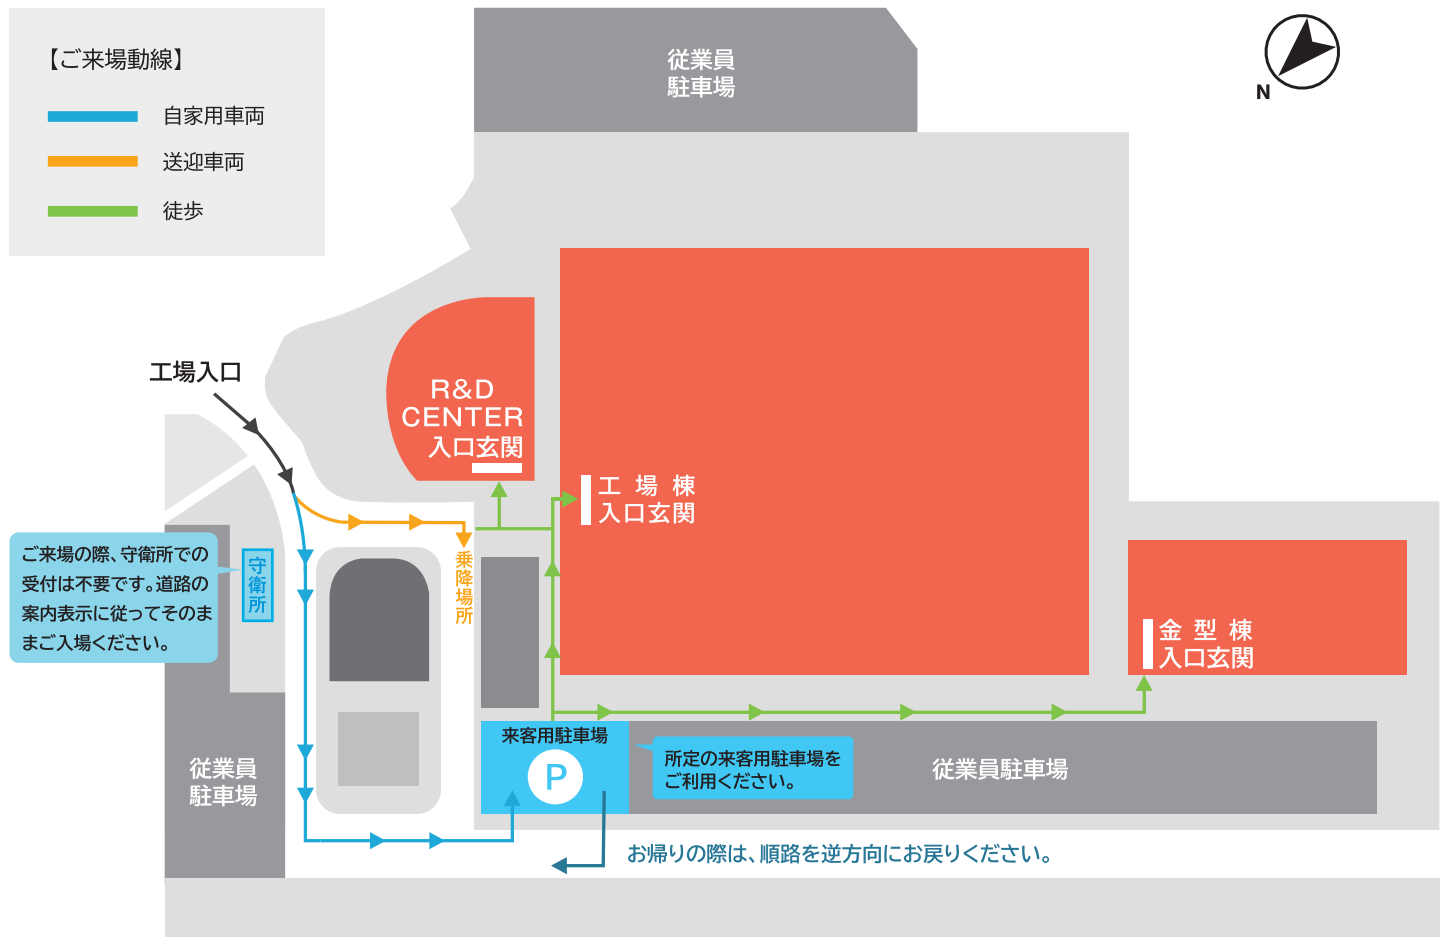 【ご来場動線】
自家用車両
送迎車両
徒歩
従業員
駐車場
N
工場入口
R&D
CENTER
入口玄関
工場棟
入口玄関
ご来場の際、守衛所での
受付は不要です。道路の
案内表示に従ってそのま
まご入場ください。
守衛所
乗降場所
金型棟
入口玄関
来客用駐車場
P
所定の来客用駐車場を
ご利用ください。
従業員駐車場
従業員
駐車場
お帰りの際は、順路を逆方向にお戻りください。